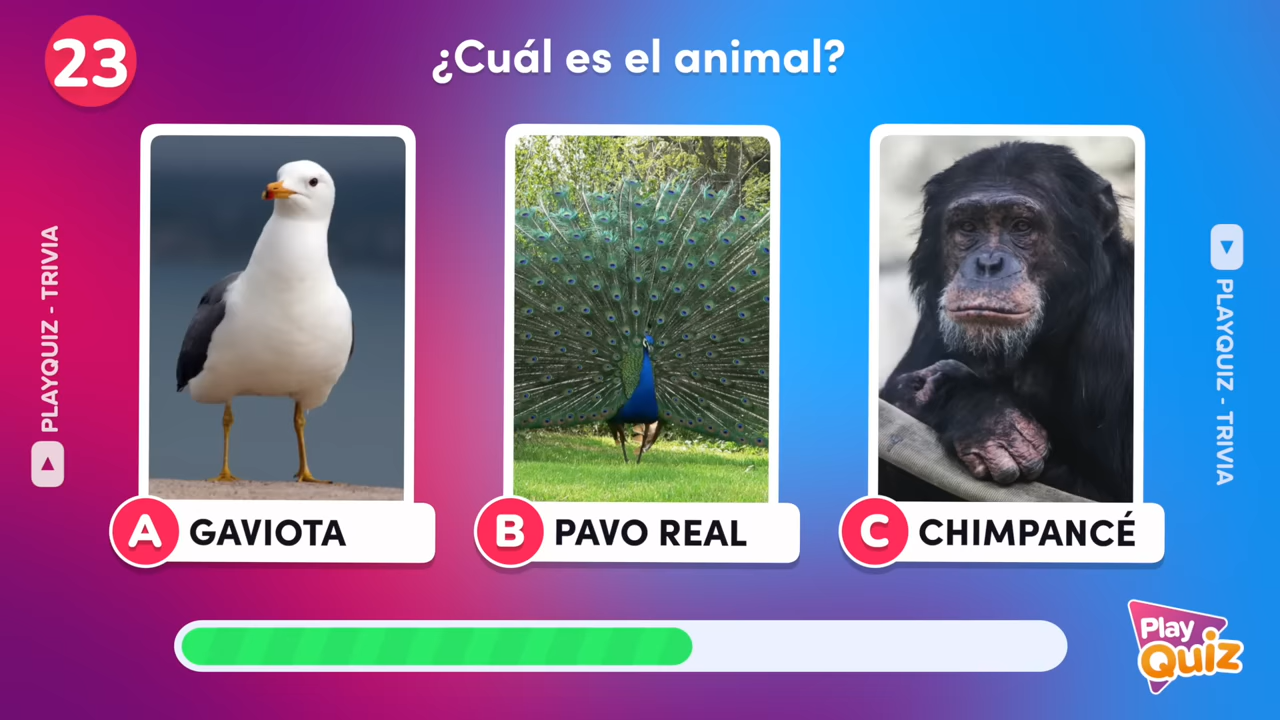 23
¿Cuál es el animal?
PLAYQUIZ - TRIVIA
PLAYQUIZ - TRIVIA
A GAVIOTA
B PAVO REAL
C CHIMPANCÉ
Play
Quiz